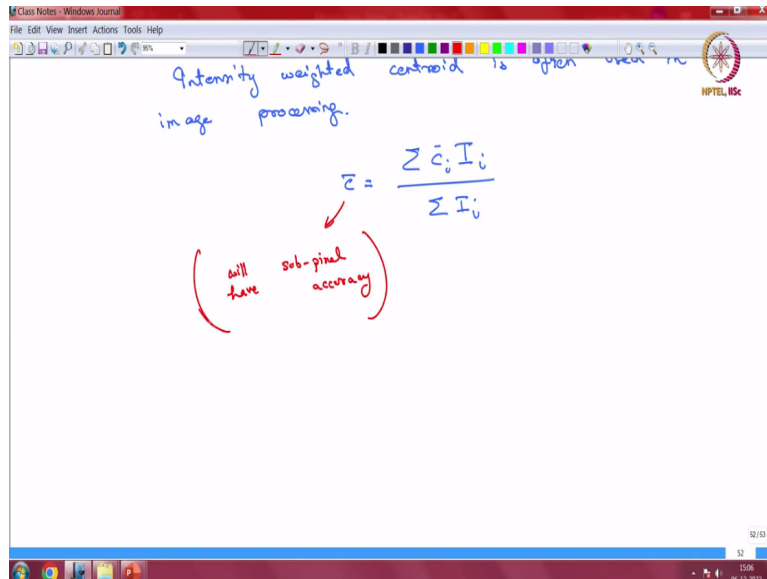 Class Notes - Windows Journal
File Edit View Insert Actions Tools Help
95%
B I
NPTEL, IISc
Intensity weighted centroid is often used in
image processing.
c̄ = Σ c̄i Ii / Σ Ii
will sub-pixel
have accuracy
52/53
52
15:06